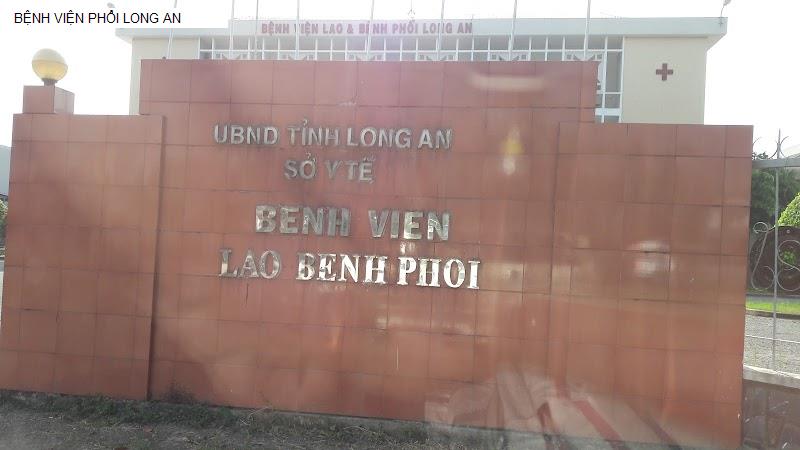 BỆNH VIỆN PHỔI LONG AN
BỆNH VIỆN LAO & BỆNH PHỔI LONG AN
UBND TỈNH LONG AN
SỞ Y TẾ
BENH VIEN
LAO BENH PHOI